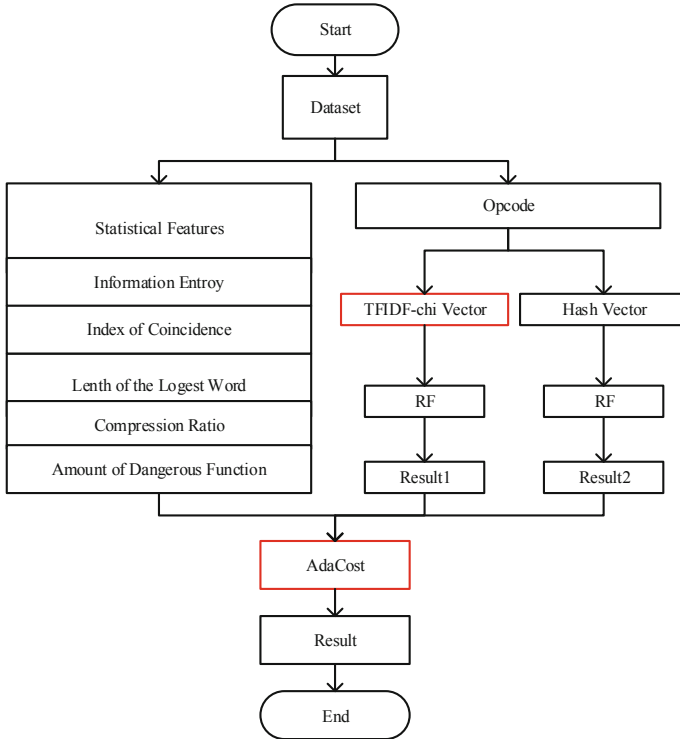 Start
Dataset
Statistical Features
Information Entroy
Index of Coincidence
Lenth of the Logest Word
Compression Ratio
Amount of Dangerous Function
Opcode
TFIDF-chi Vector
Hash Vector
RF
RF
Result1
Result2
AdaCost
Result
End